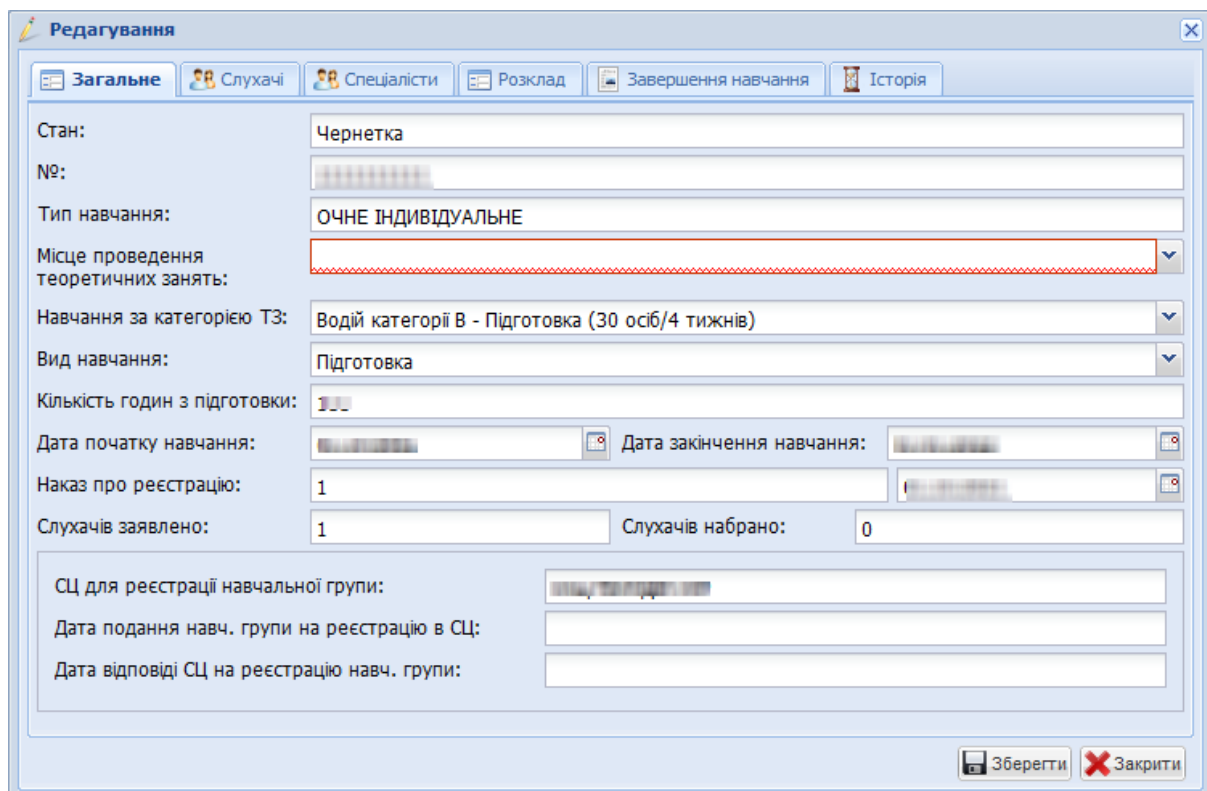 Редагування
Загальне Слухачі Спеціалісти Розклад Завершення навчання Історія
Стан: Чернетка
№:
Тип навчання: ОЧНЕ ІНДИВІДУАЛЬНЕ
Місце проведення
теоретичних занять:
Навчання за категорією ТЗ: Водій категорії В - Підготовка (30 осіб/4 тижнів)
Вид навчання: Підготовка
Кількість годин з підготовки:
Дата початку навчання: Дата закінчення навчання:
Наказ про реєстрацію: 1
Слухачів заявлено: 1 Слухачів набрано: 0
СЦ для реєстрації навчальної групи:
Дата подання навч. групи на реєстрацію в СЦ:
Дата відповіді СЦ на реєстрацію навч. групи:
Зберегти Закрити